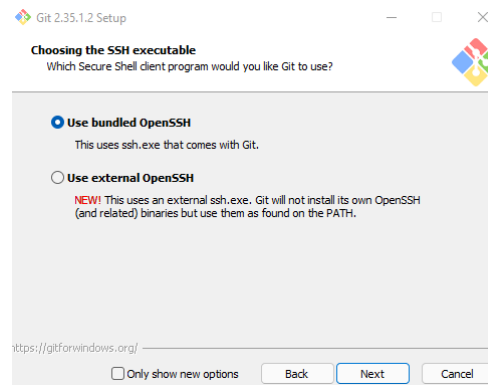 Git 2.35.1.2 Setup
Choosing the SSH executable
Which Secure Shell client program would you like Git to use?
Use bundled OpenSSH
This uses ssh.exe that comes with Git.
Use external OpenSSH
NEW! This uses an external ssh.exe. Git will not install its own OpenSSH
(and related) binaries but use them as found on the PATH.
https://gitforwindows.org/
Only show new options Back Next Cancel